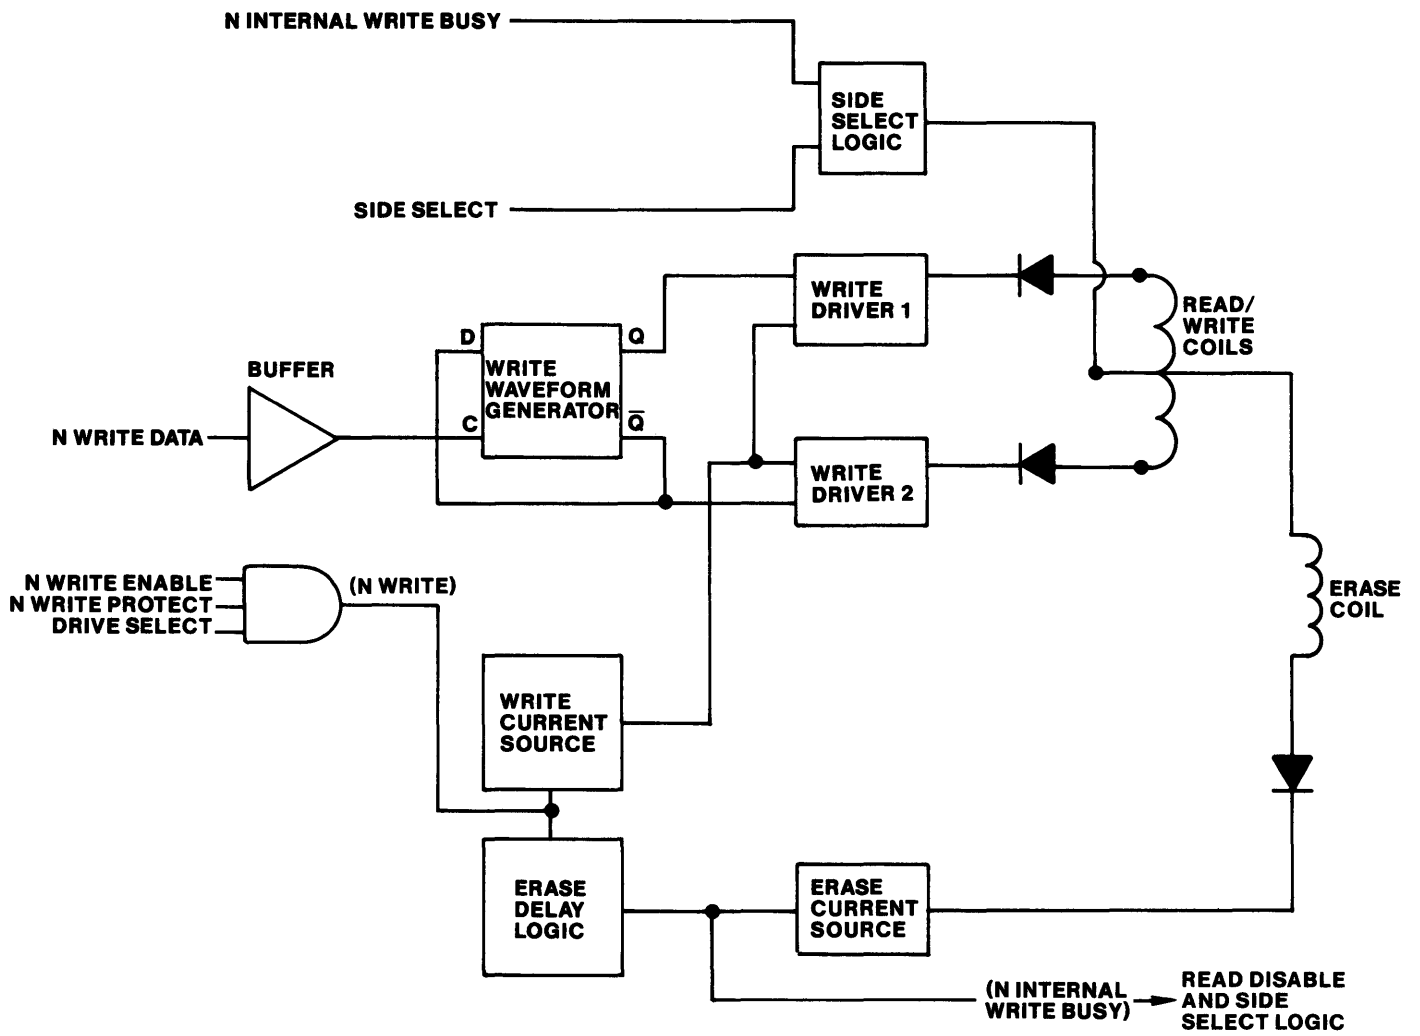 N INTERNAL WRITE BUSY
SIDE
SELECT
LOGIC
SIDE SELECT
WRITE
DRIVER 1
READ/
WRITE
COILS
D
Q
BUFFER
WRITE
WAVEFORM
GENERATOR
C
Q̅
N WRITE DATA
WRITE
DRIVER 2
N WRITE ENABLE
N WRITE PROTECT
DRIVE SELECT
(N WRITE)
ERASE
COIL
WRITE
CURRENT
SOURCE
ERASE
DELAY
LOGIC
ERASE
CURRENT
SOURCE
(N INTERNAL
WRITE BUSY)
READ DISABLE
AND SIDE
SELECT LOGIC